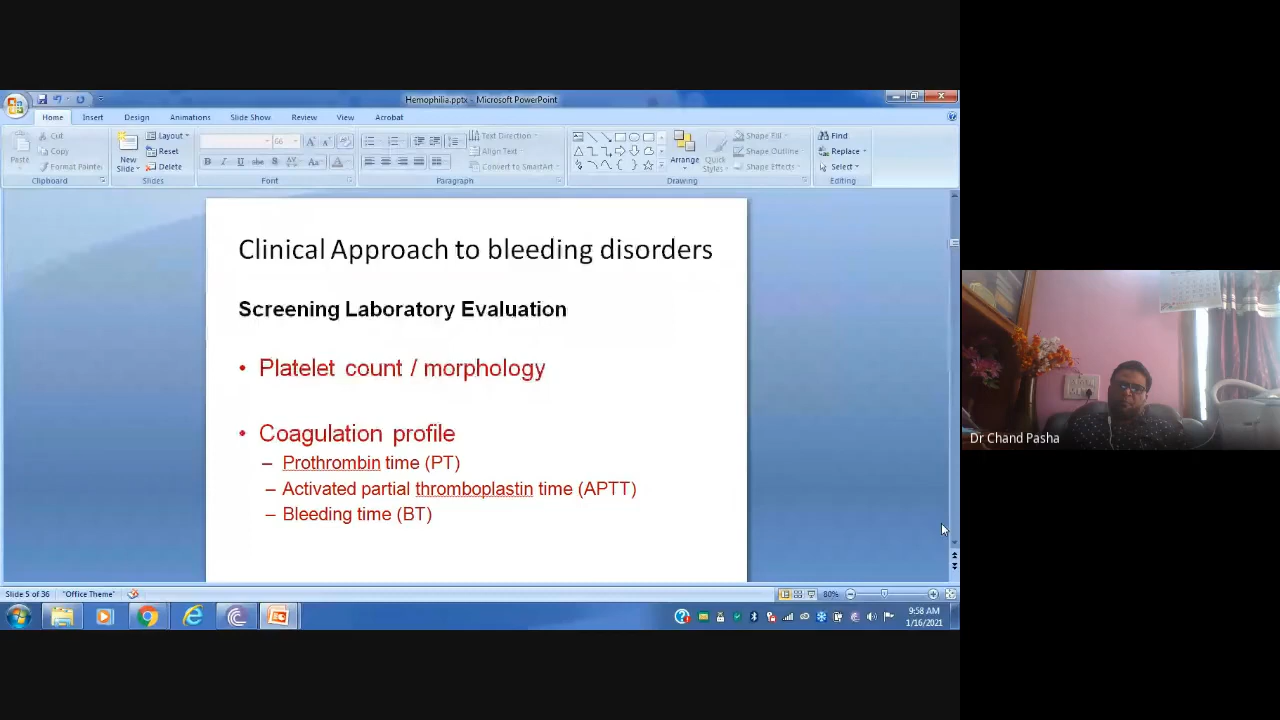 Hemophilia.pptx - Microsoft PowerPoint
Home Insert Design Animations Slide Show Review View Acrobat
Cut Layout Text Direction Shape Fill Find
Copy Reset Align Text Shape Outline Replace
Paste Format Painter New Slide Delete Convert to SmartArt Arrange Quick Styles Shape Effects Select
Clipboard Slides Font Paragraph Drawing Editing
Clinical Approach to bleeding disorders
Screening Laboratory Evaluation
• Platelet count / morphology
• Coagulation profile
– Prothrombin time (PT)
– Activated partial thromboplastin time (APTT)
– Bleeding time (BT)
Dr Chand Pasha
Slide 5 of 36 "Office Theme" 80%
9:58 AM
1/16/2021